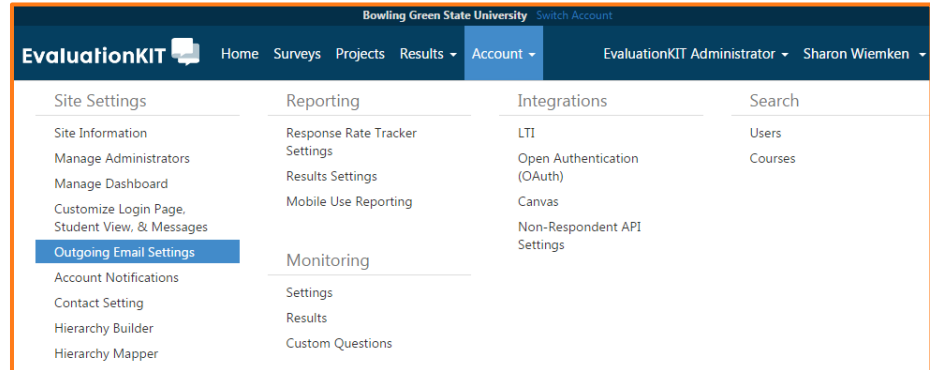 Bowling Green State University Switch Account
EvaluationKIT Home Surveys Projects Results Account EvaluationKIT Administrator Sharon Wiemken
Site Settings
Site Information
Manage Administrators
Manage Dashboard
Customize Login Page,
Student View, & Messages
Outgoing Email Settings
Account Notifications
Contact Setting
Hierarchy Builder
Hierarchy Mapper
Reporting
Response Rate Tracker
Settings
Results Settings
Mobile Use Reporting
Monitoring
Settings
Results
Custom Questions
Integrations
LTI
Open Authentication
(OAuth)
Canvas
Non-Respondent API
Settings
Search
Users
Courses